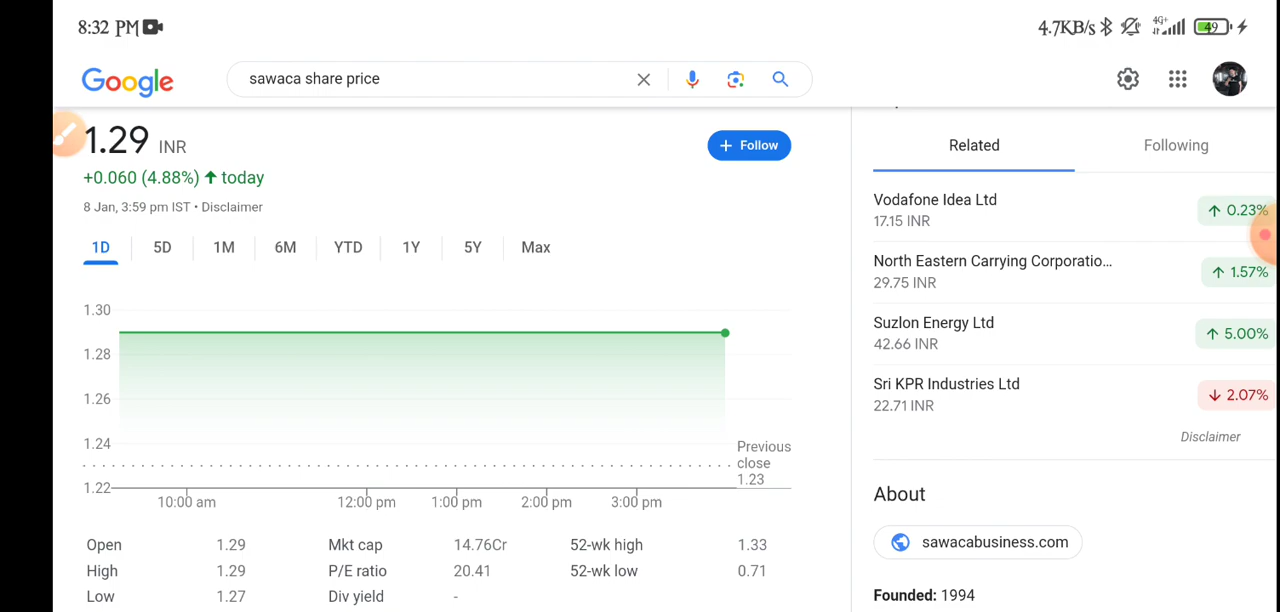 8:32 PM
4.7KB/s 4G+ 49
Google
sawaca share price
1.29 INR
+ Follow
+0.060 (4.88%) ↑ today
8 Jan, 3:59 pm IST • Disclaimer
1D 5D 1M 6M YTD 1Y 5Y Max
1.30
1.28
1.26
1.24
1.22
Previous
close
1.23
10:00 am 12:00 pm 1:00 pm 2:00 pm 3:00 pm
Open 1.29 Mkt cap 14.76Cr 52-wk high 1.33
High 1.29 P/E ratio 20.41 52-wk low 0.71
Low 1.27 Div yield -
Related Following
Vodafone Idea Ltd
17.15 INR
↑ 0.23%
North Eastern Carrying Corporatio...
29.75 INR
↑ 1.57%
Suzlon Energy Ltd
42.66 INR
↑ 5.00%
Sri KPR Industries Ltd
22.71 INR
↓ 2.07%
Disclaimer
About
sawacabusiness.com
Founded: 1994